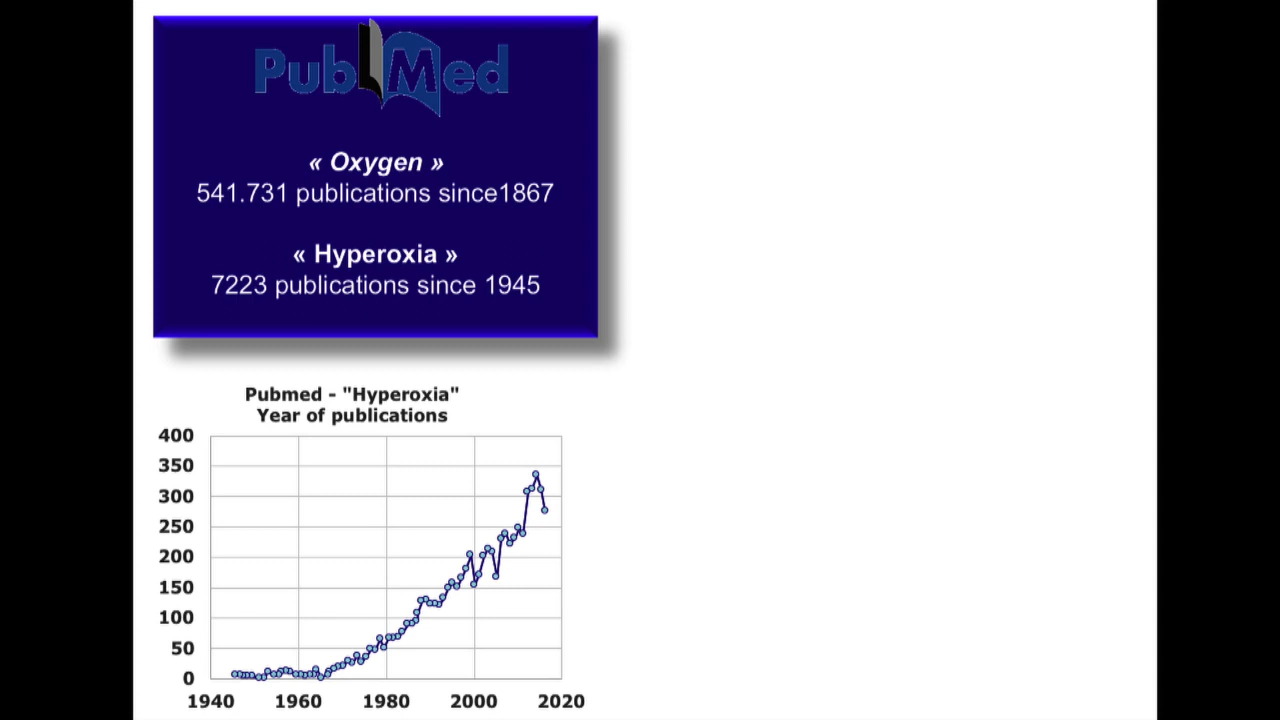 PubMed
« Oxygen »
541.731 publications since1867
« Hyperoxia »
7223 publications since 1945
Pubmed - "Hyperoxia"
Year of publications
400
350
300
250
200
150
100
50
0
1940 1960 1980 2000 2020